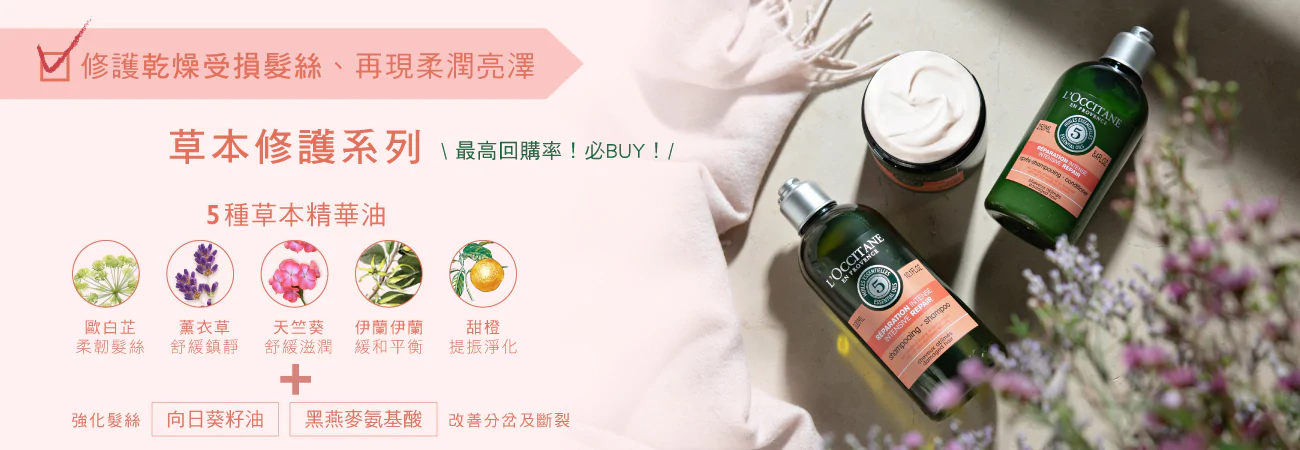 修護乾燥受損髮絲、再現柔潤亮澤
草本修護系列
\ 最高回購率！必BUY！/
5種草本精華油
歐白芷
柔韌髮絲
薰衣草
舒緩鎮靜
天竺葵
舒緩滋潤
伊蘭伊蘭
緩和平衡
甜橙
提振淨化
+
強化髮絲
向日葵籽油
黑燕麥氨基酸
改善分岔及斷裂
L'OCCITANE
EN PROVENCE
5
RÉPARATION INTENSE
INTENSIVE REPAIR
après-shampooing - conditioner
L'OCCITANE
EN PROVENCE
5
RÉPARATION INTENSE
INTENSIVE REPAIR
shampooing - shampoo